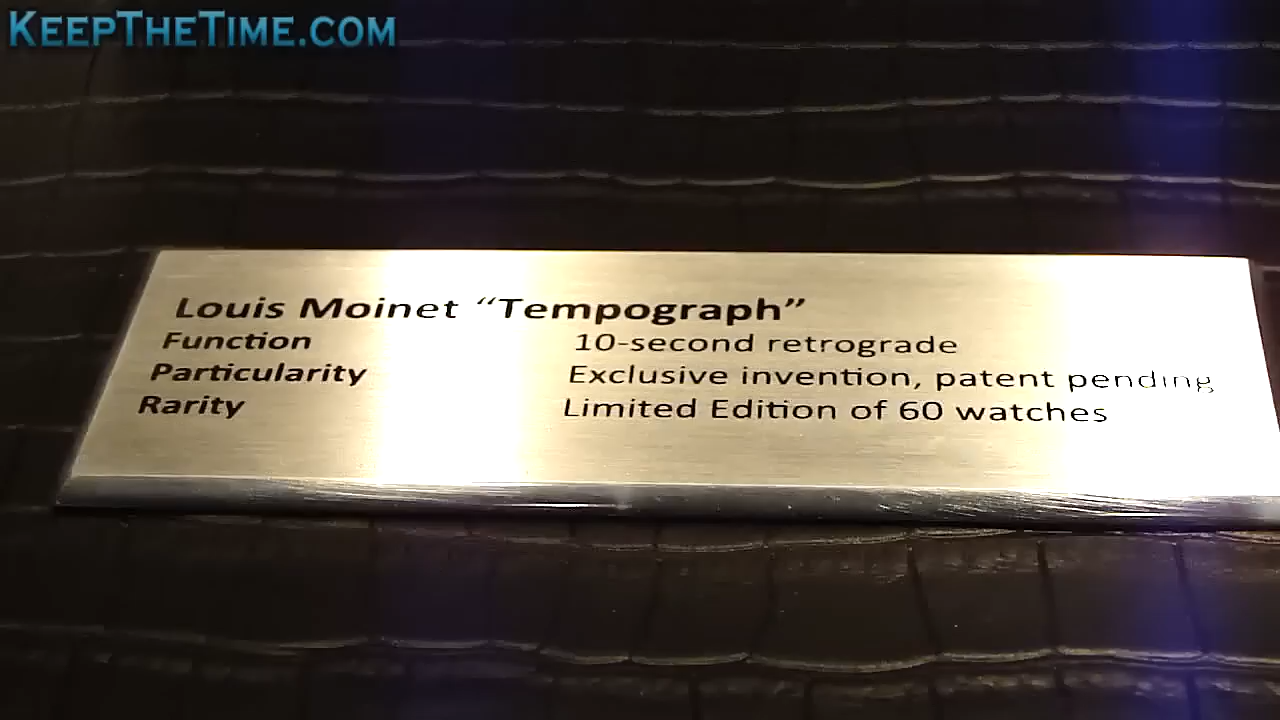 KEEPTHETIME.COM
Louis Moinet “Tempograph”
Function 10-second retrograde
Particularity Exclusive invention, patent pending
Rarity Limited Edition of 60 watches